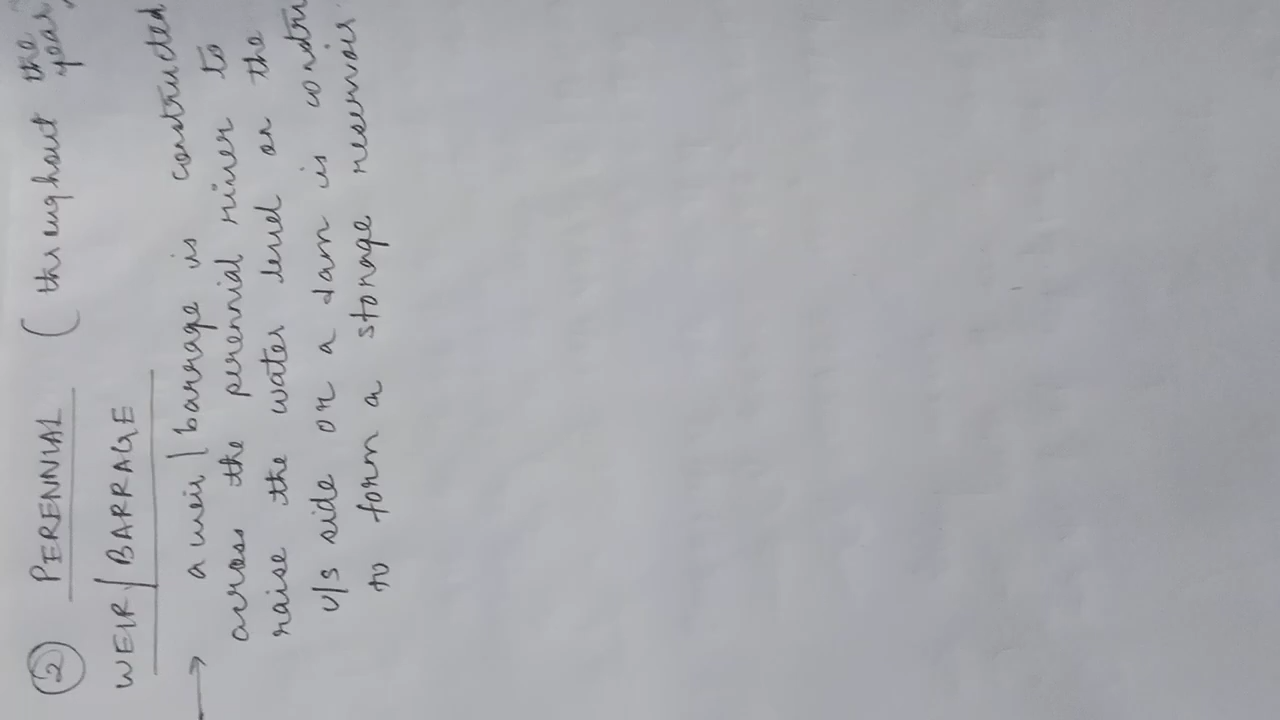 ② PERENNIAL (throughout the year)
WEIR/BARRAGE
→ a weir/barrage is constructed
across the perennial river to
raise the water level on the
u/s side or a dam is constru
to form a storage reservoir.